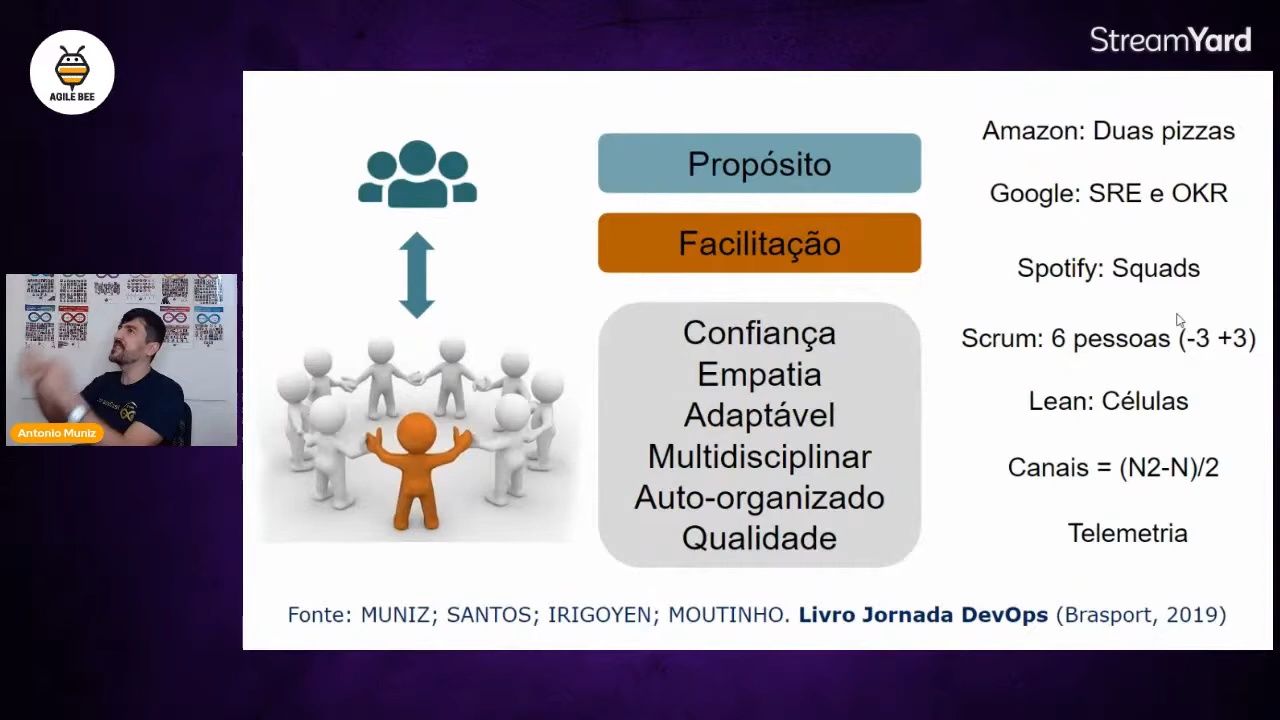 AGILE BEE
StreamYard
Propósito
Facilitação
Confiança
Empatia
Adaptável
Multidisciplinar
Auto-organizado
Qualidade
Amazon: Duas pizzas
Google: SRE e OKR
Spotify: Squads
Scrum: 6 pessoas (-3 +3)
Lean: Células
Canais = (N2-N)/2
Telemetria
Antonio Muniz
Fonte: MUNIZ; SANTOS; IRIGOYEN; MOUTINHO. Livro Jornada DevOps (Brasport, 2019)